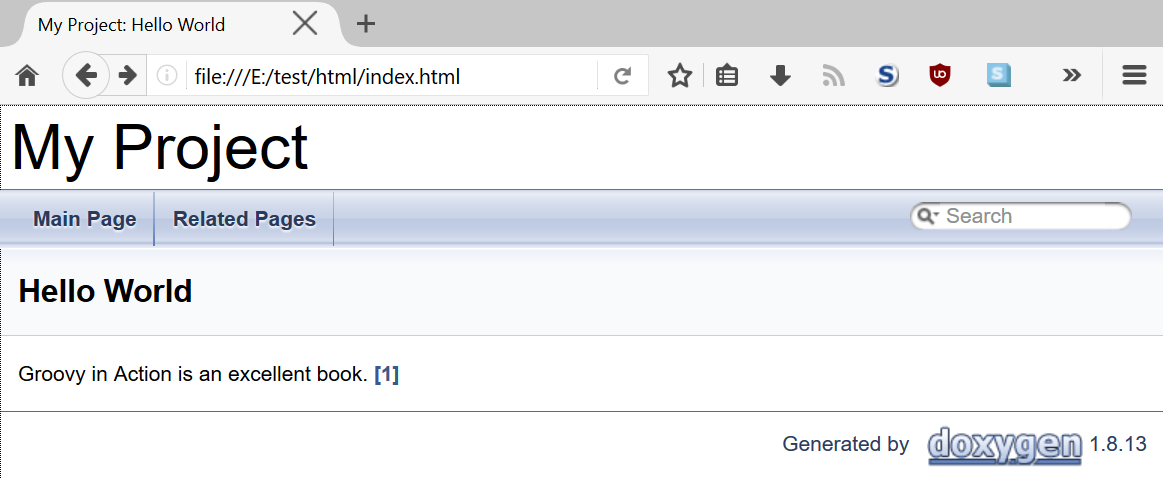 My Project: Hello World
file:///E:/test/html/index.html
S
uo
S
My Project
Main Page
Related Pages
Search
Hello World
Groovy in Action is an excellent book. [1]
Generated by doxygen 1.8.13